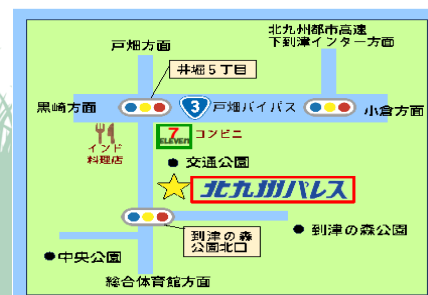 戸畑方面
北九州都市高速
下到津インター方面
井堀5丁目
黒崎方面
3
戸畑バイパス
小倉方面
インド
料理店
7
ELEVEN
コンビニ
交通公園
北九州パレス
到津の森
公園北口
到津の森公園
中央公園
総合体育館方面